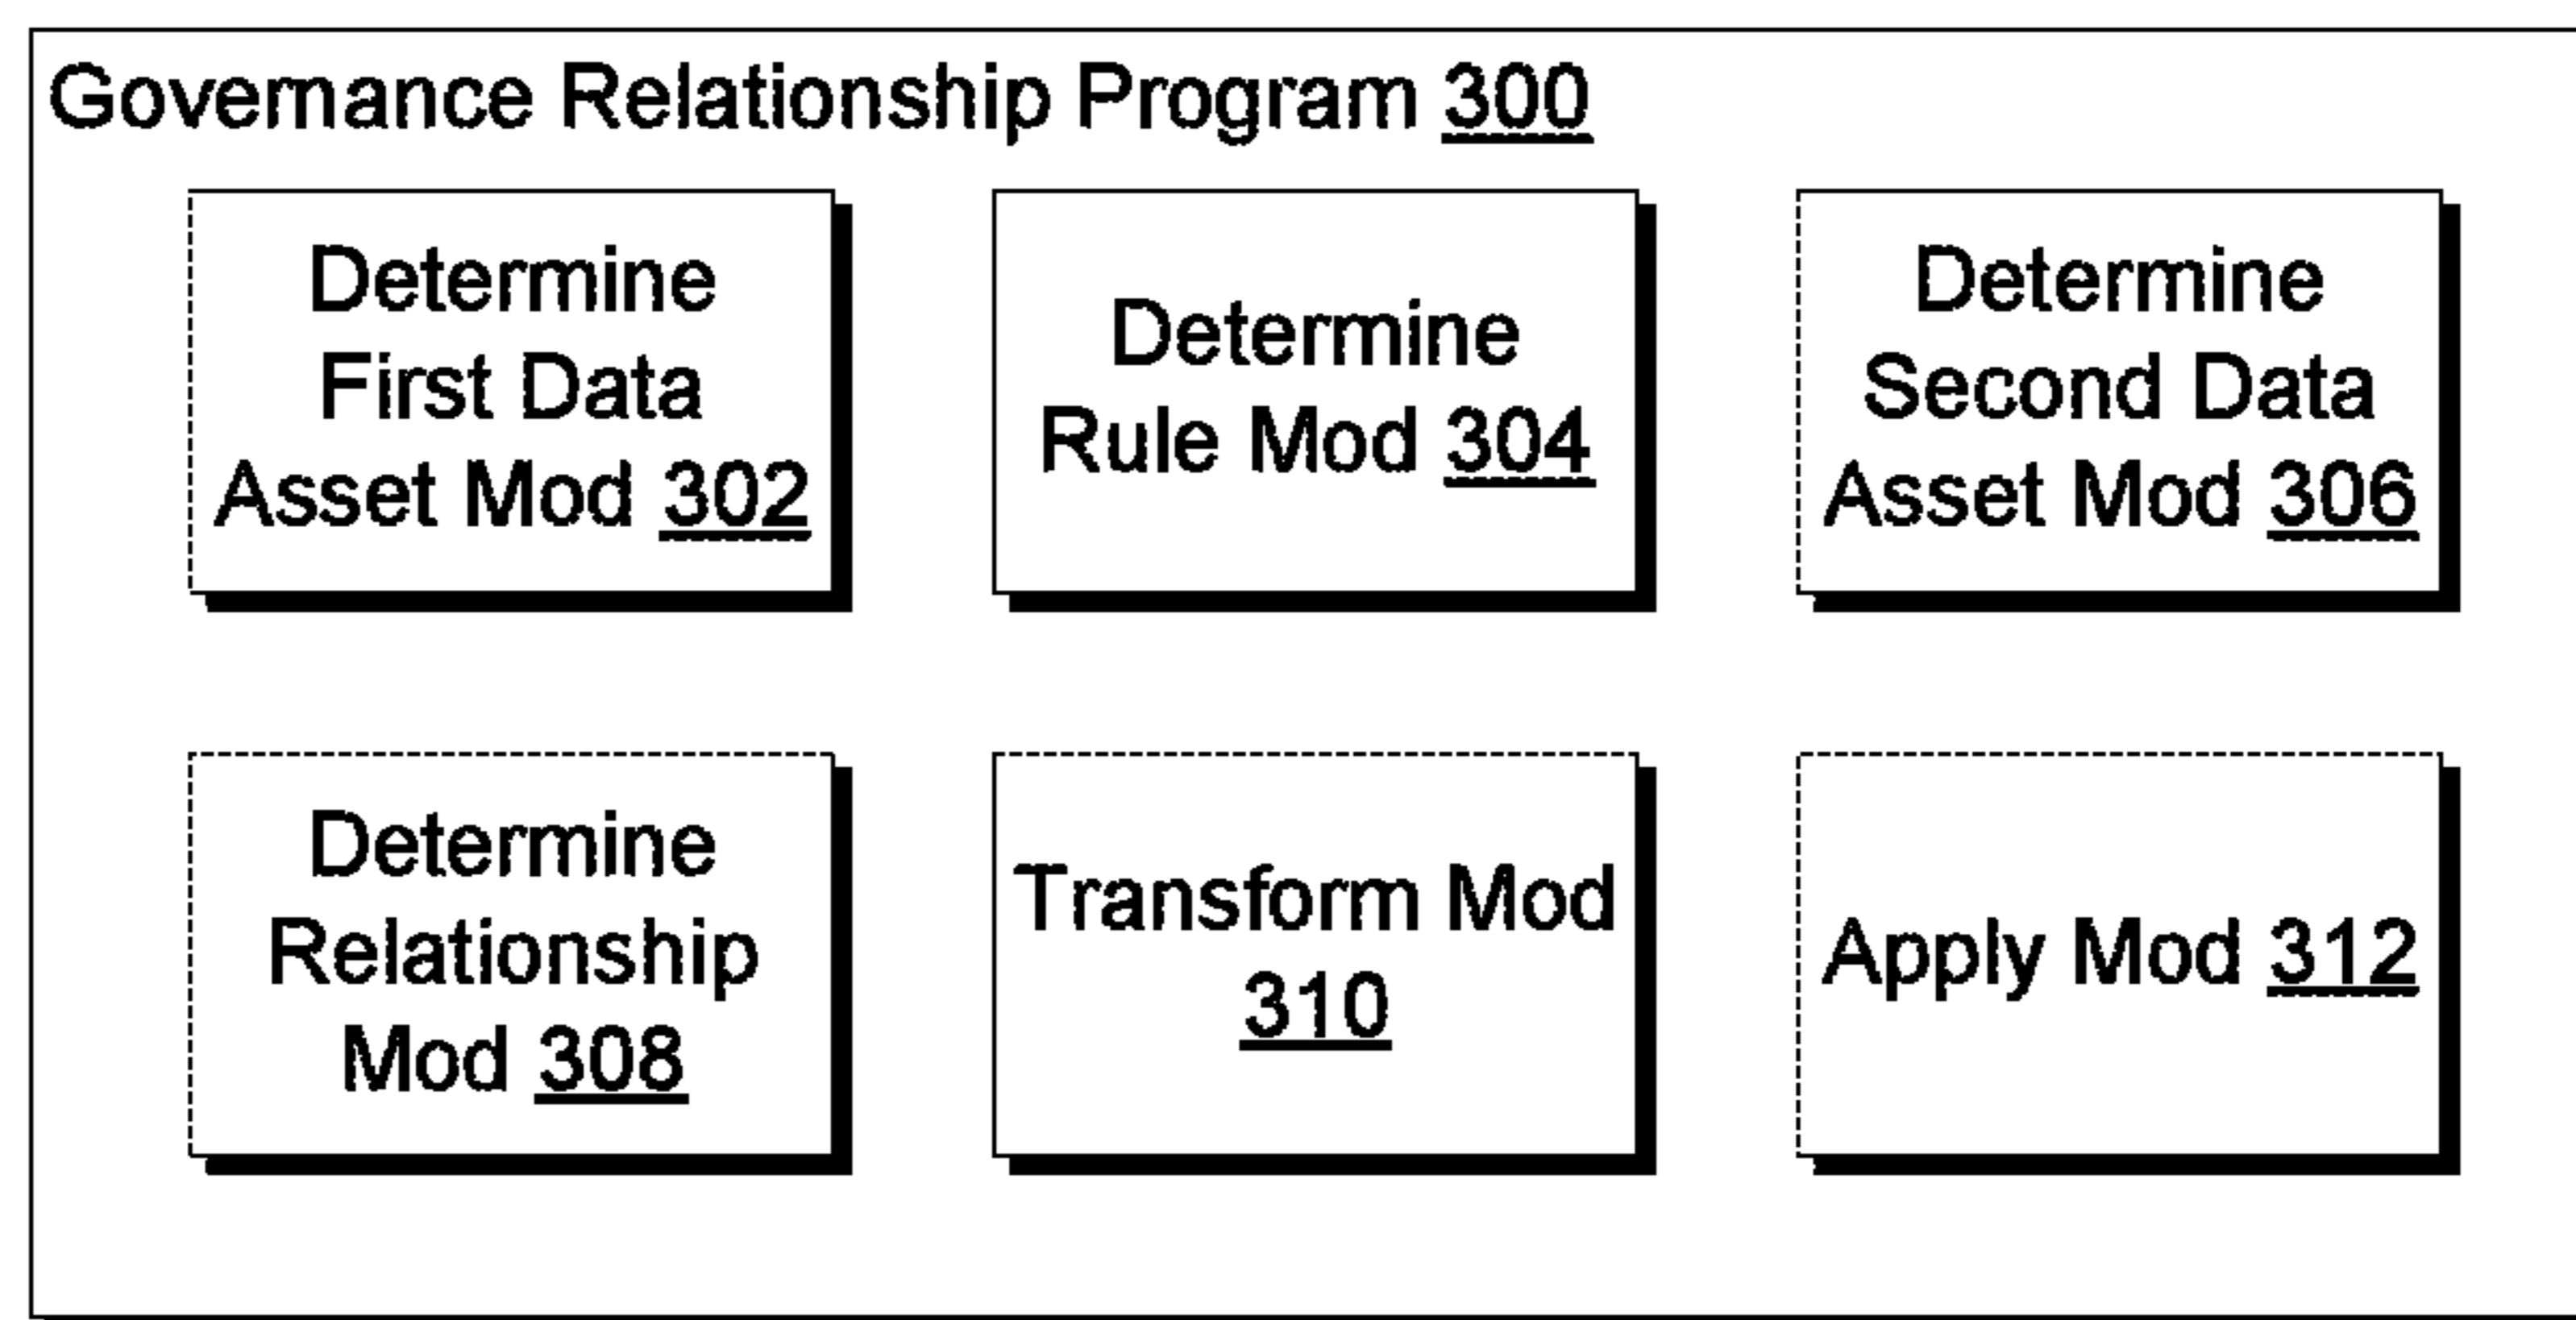 Governance Relationship Program 300
Determine
First Data
Asset Mod 302
Determine
Rule Mod 304
Determine
Second Data
Asset Mod 306
Determine
Relationship
Mod 308
Transform Mod
310
Apply Mod 312